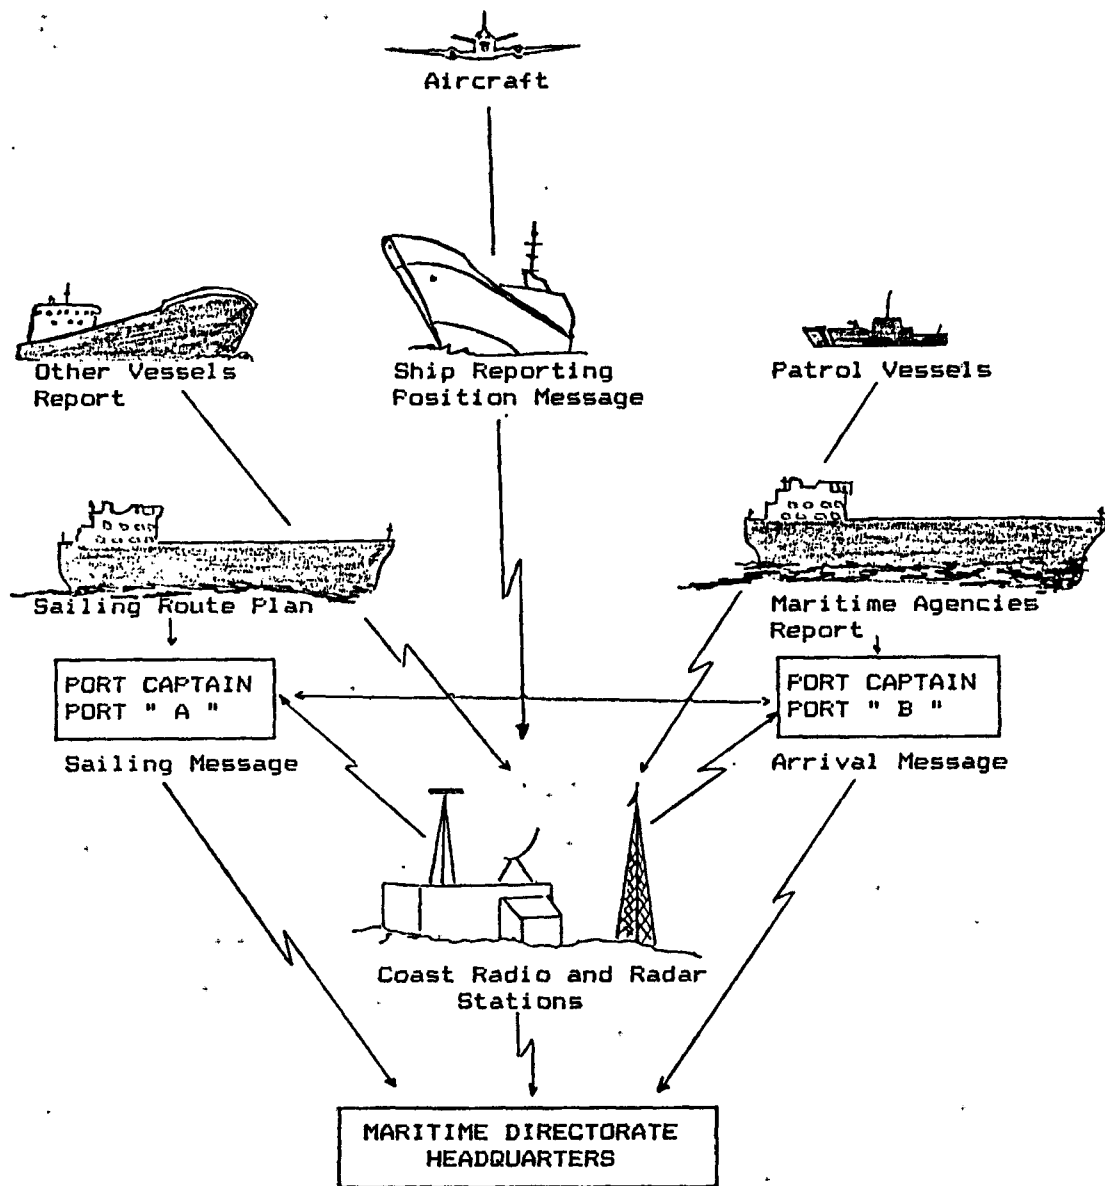 Aircraft
Other Vessels
Report
Ship Reporting
Position Message
Patrol Vessels
Sailing Route Plan
Maritime Agencies
Report
PORT CAPTAIN
PORT " A "
PORT CAPTAIN
PORT " B "
Sailing Message
Arrival Message
Coast Radio and Radar
Stations
MARITIME DIRECTORATE
HEADQUARTERS